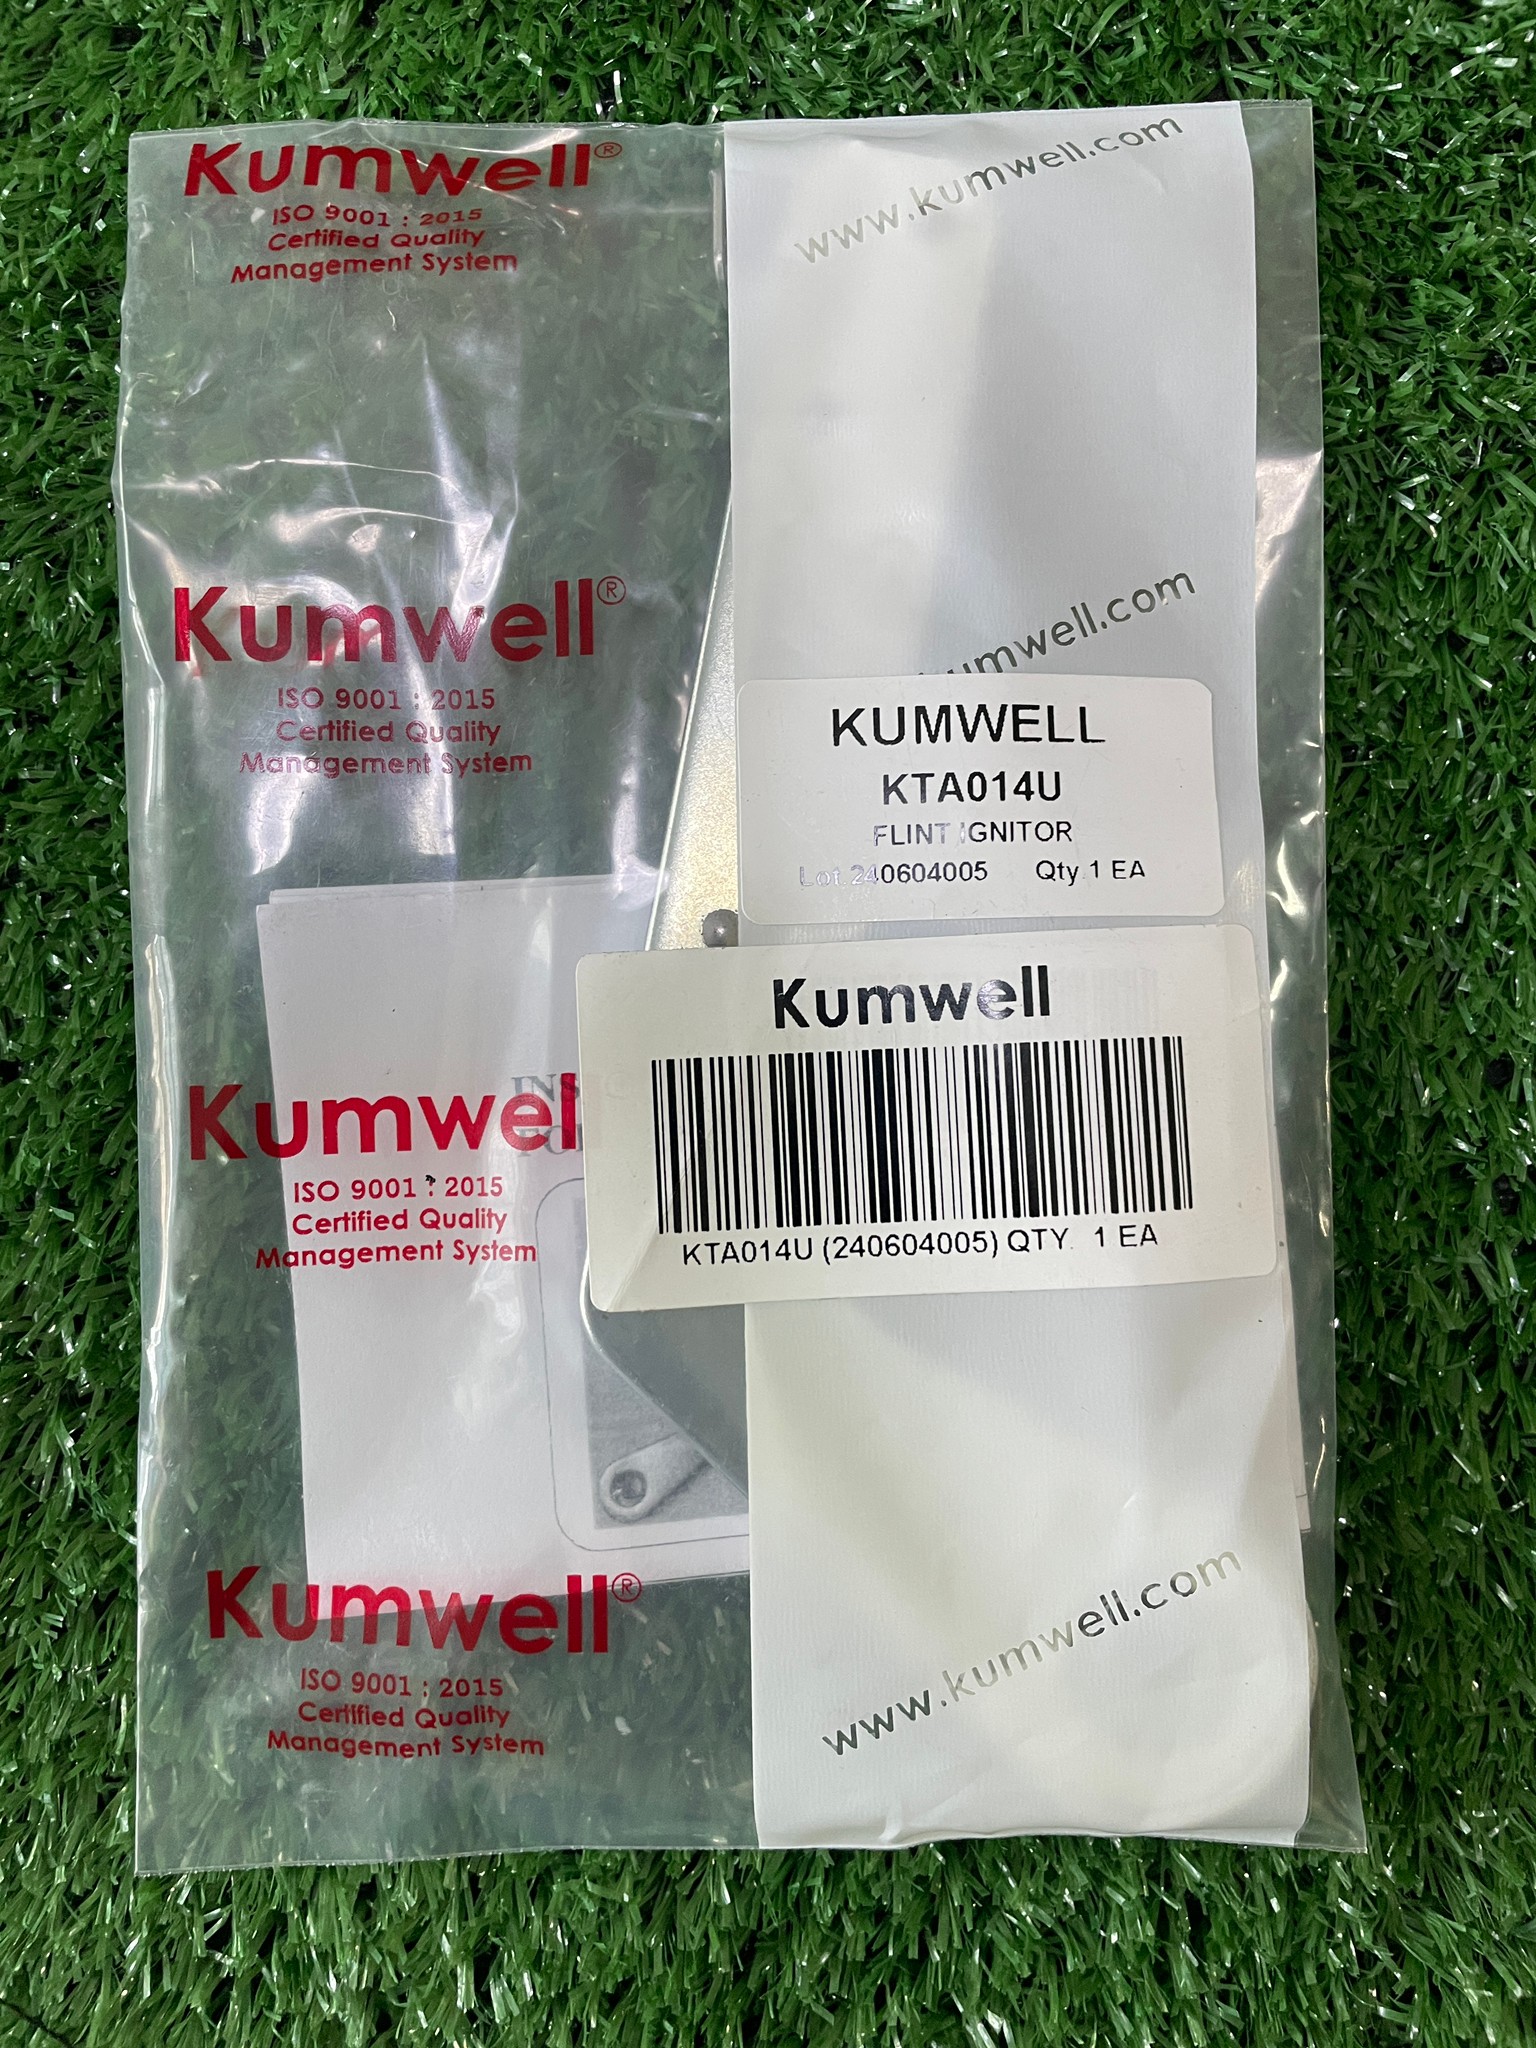 Kumwell®
ISO 9001 : 2015
Certified Quality
Management System
www.kumwell.com
Kumwell®
ISO 9001 : 2015
Certified Quality
Management System
kumwell.com
KUMWELL
KTA014U
FLINT IGNITOR
Lot.240604005 Qty.1 EA
Kumwell
KTA014U (240604005) QTY. 1 EA
Kumwel
ISO 9001 : 2015
Certified Quality
Management System
Kumwell®
ISO 9001 : 2015
Certified Quality
Management System
www.kumwell.com